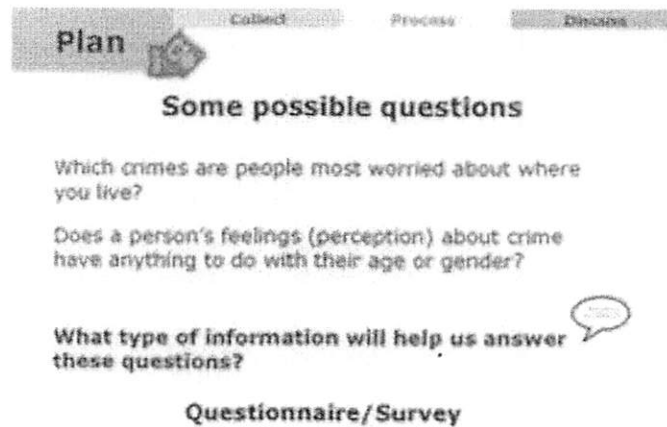 Collect Process Discuss
Plan
Some possible questions
Which crimes are people most worried about where
you live?
Does a person's feelings (perception) about crime
have anything to do with their age or gender?
What type of information will help us answer
these questions?
Questionnaire/Survey